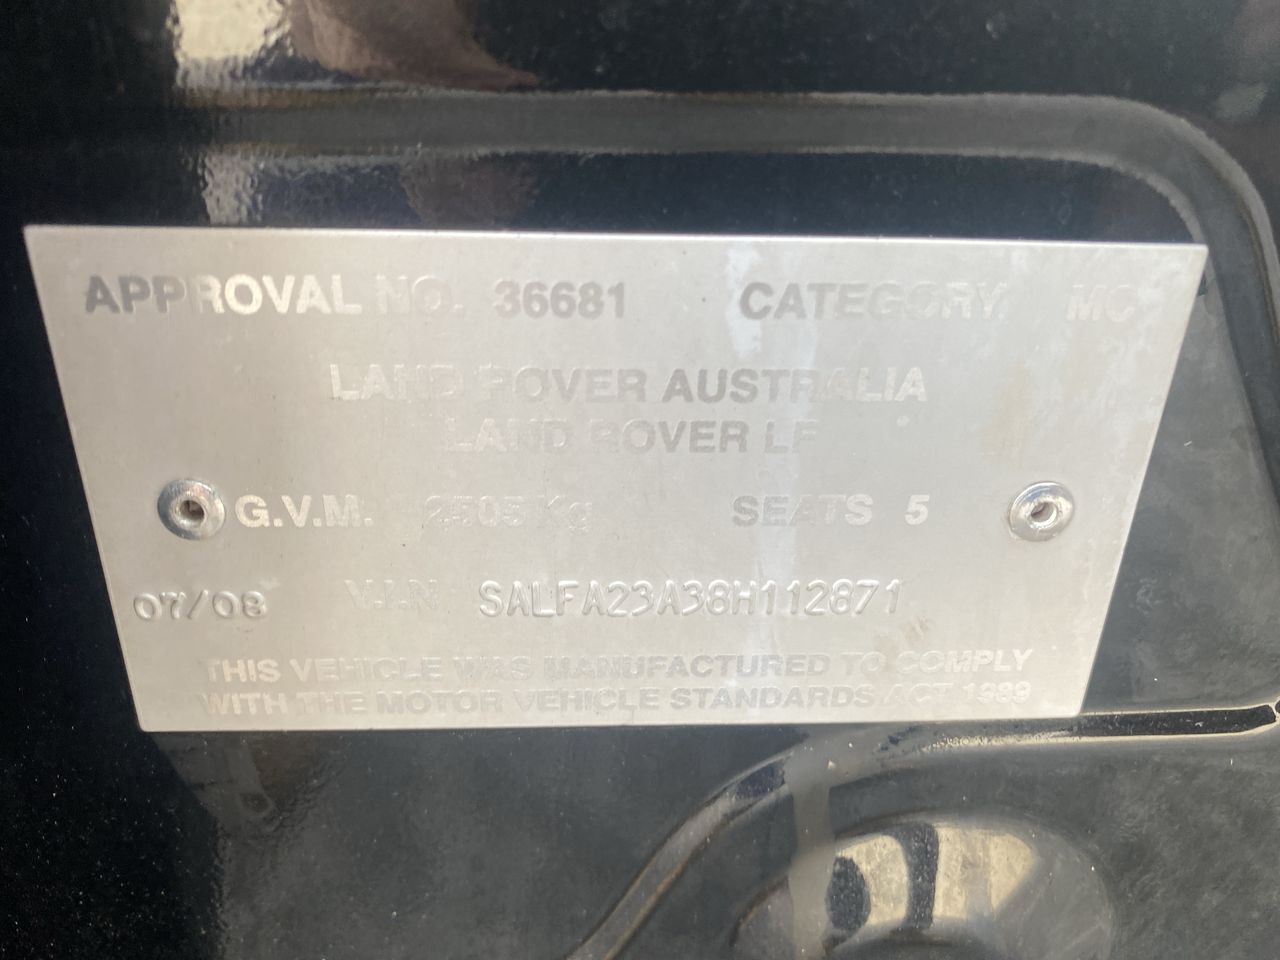 APPROVAL NO. 36681 CATEGORY. MC
LAND ROVER AUSTRALIA
LAND ROVER LF
G.V.M. 2505 Kg SEATS 5
07/08 V.I.N SALFA23A38H112871
THIS VEHICLE WAS MANUFACTURED TO COMPLY
WITH THE MOTOR VEHICLE STANDARDS ACT 1989